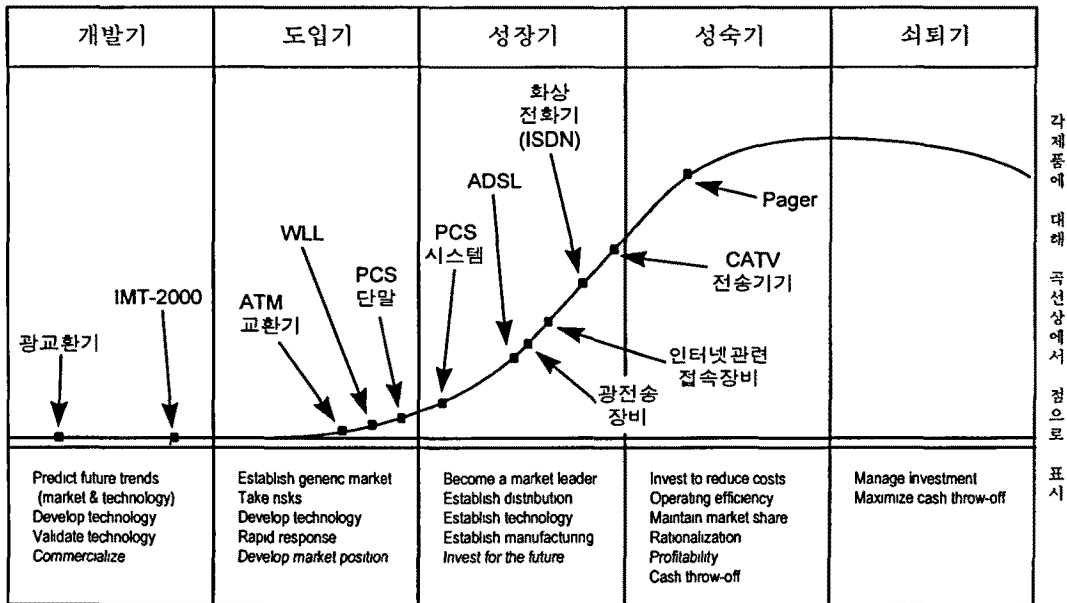 개발기
도입기
성장기
성숙기
쇠퇴기
광교환기
IMT-2000
ATM
교환기
WLL
PCS
단말
PCS
시스템
ADSL
화상
전화기
(ISDN)
Pager
CATV
전송기기
인터넷관련
접속장비
광전송
장비
Predict future trends
(market & technology)
Develop technology
Validate technology
Commercialize
Establish generic market
Take risks
Develop technology
Rapid response
Develop market position
Become a market leader
Establish distribution
Establish technology
Establish manufacturing
Invest for the future
Invest to reduce costs
Operating efficiency
Maintain market share
Rationalization
Profitability
Cash throw-off
Manage investment
Maximize cash throw-off
각제품에 대해 곡선상에서 점으로 표시